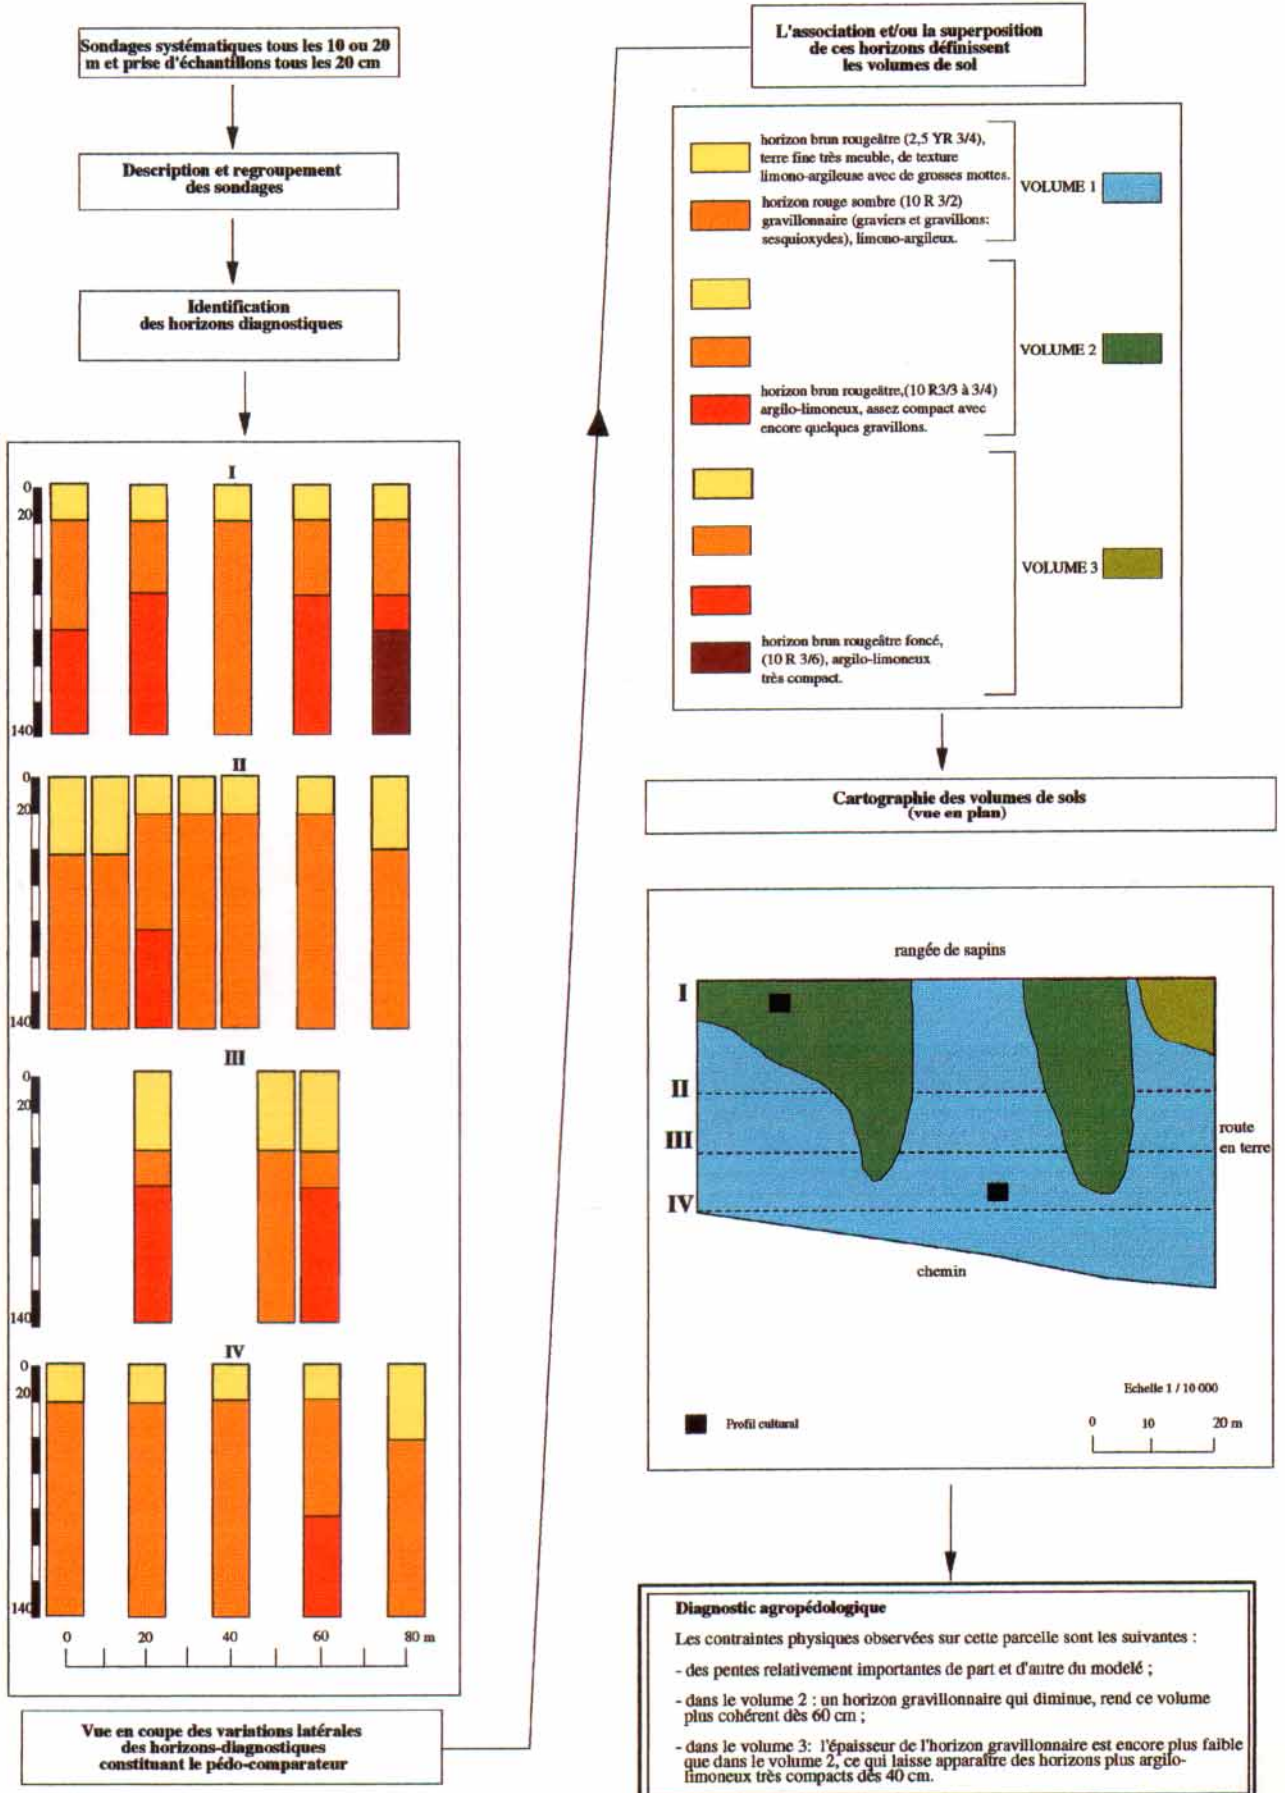 Sondages systématiques tous les 10 ou 20
m et prise d'échantillons tous les 20 cm
Description et regroupement
des sondages
Identification
des horizons diagnostiques
I
0
20
140
II
0
20
140
III
0
20
140
IV
0
20
140
0 20 40 60 80 m
Vue en coupe des variations latérales
des horizons-diagnostiques
constituant le pédo-comparateur
L'association et/ou la superposition
de ces horizons définissent
les volumes de sol
horizon brun rougeâtre (2,5 YR 3/4),
terre fine très meuble, de texture
limono-argileuse avec de grosses mottes.
VOLUME 1
horizon rouge sombre (10 R 3/2)
gravillonnaire (graviers et gravillons:
sesquioxydes), limono-argileux.
VOLUME 2
horizon brun rougeâtre,(10 R3/3 à 3/4)
argilo-limoneux, assez compact avec
encore quelques gravillons.
VOLUME 3
horizon brun rougeâtre foncé,
(10 R 3/6), argilo-limoneux
très compact.
Cartographie des volumes de sols
(vue en plan)
rangée de sapins
I
II
III
IV
route
en terre
chemin
Echelle 1 / 10 000
Profil cultural
0 10 20 m
Diagnostic agropédologique
Les contraintes physiques observées sur cette parcelle sont les suivantes :
- des pentes relativement importantes de part et d'autre du modelé ;
- dans le volume 2 : un horizon gravillonnaire qui diminue, rend ce volume
plus cohérent dès 60 cm ;
- dans le volume 3: l'épaisseur de l'horizon gravillonnaire est encore plus faible
que dans le volume 2, ce qui laisse apparaître des horizons plus argilo-
limoneux très compacts dès 40 cm.